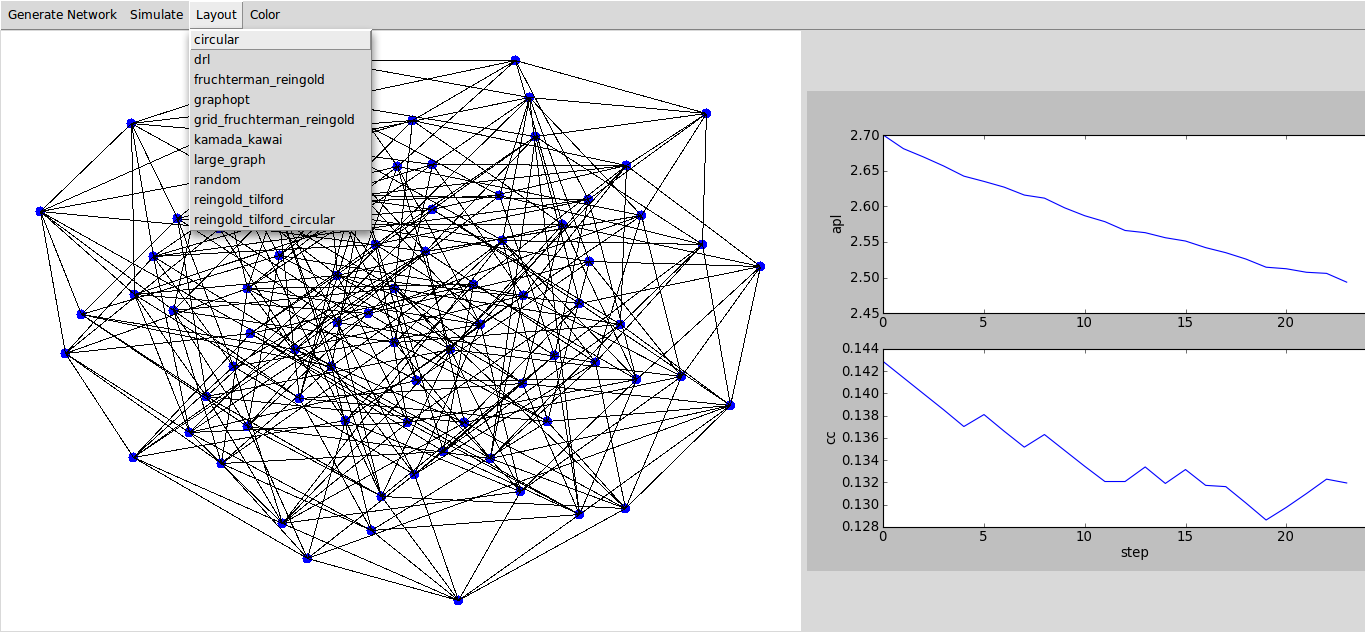 Generate Network Simulate Layout Color
circular
drl
fruchterman_reingold
graphopt
grid_fruchterman_reingold
kamada_kawai
large_graph
random
reingold_tilford
reingold_tilford_circular
2.70
2.65
2.60
2.55
2.50
2.45
apl
0 5 10 15 20
0.144
0.142
0.140
0.138
0.136
0.134
0.132
0.130
0.128
cc
0 5 10 15 20
step